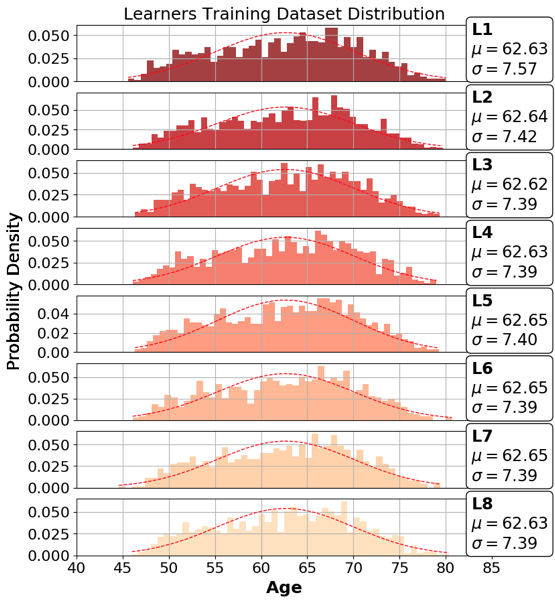 Learners Training Dataset Distribution
Probability Density
0.050
0.025
0.000
L1
μ = 62.63
σ = 7.57
0.050
0.025
0.000
L2
μ = 62.64
σ = 7.42
0.050
0.025
0.000
L3
μ = 62.62
σ = 7.39
0.050
0.025
0.000
L4
μ = 62.63
σ = 7.39
0.04
0.02
0.00
L5
μ = 62.65
σ = 7.40
0.050
0.025
0.000
L6
μ = 62.65
σ = 7.39
0.050
0.025
0.000
L7
μ = 62.65
σ = 7.39
0.050
0.025
0.000
L8
μ = 62.63
σ = 7.39
40 45 50 55 60 65 70 75 80 85
Age